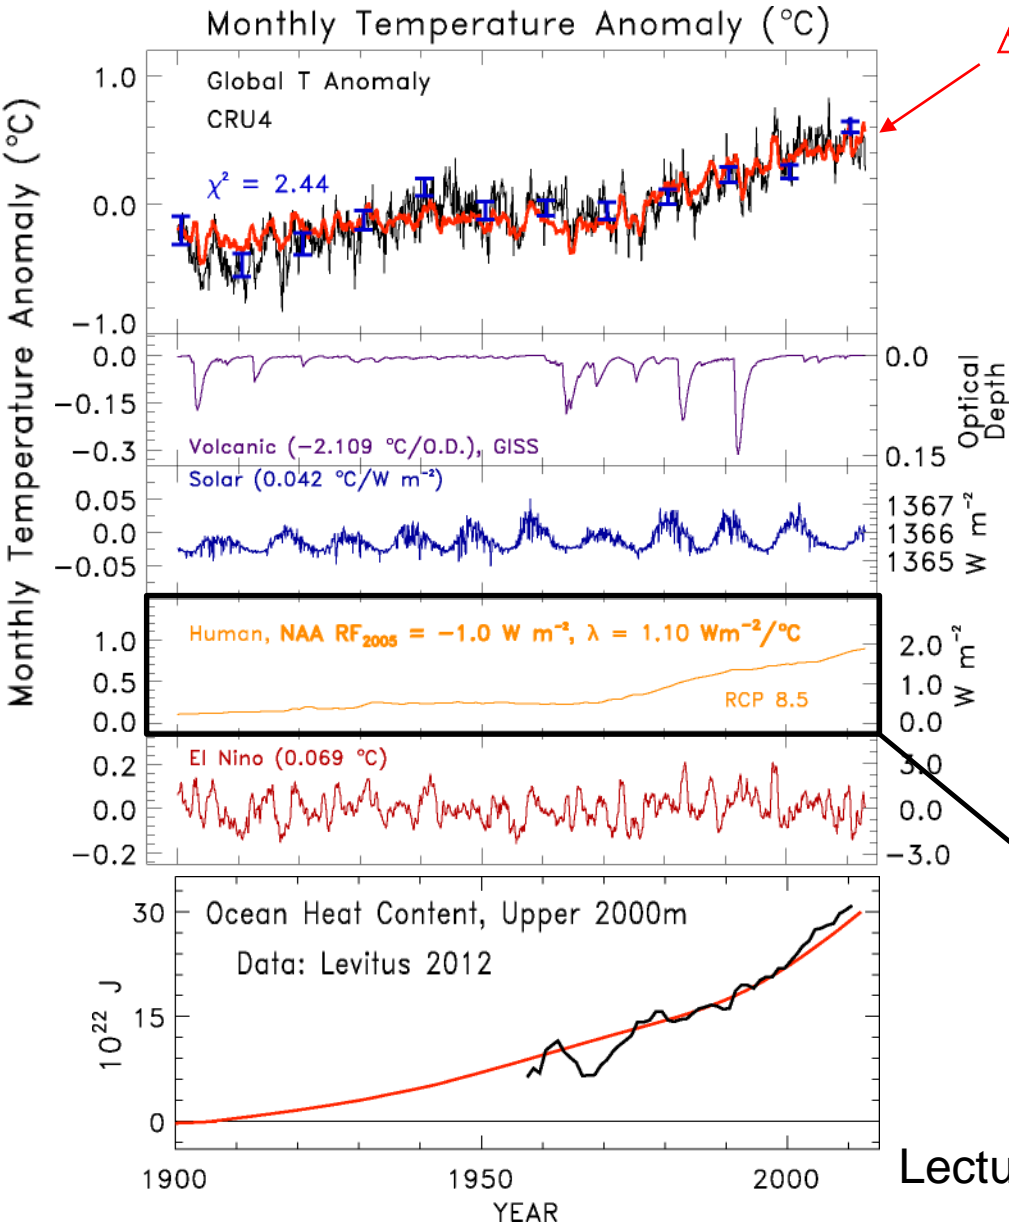 Monthly Temperature Anomaly (°C)
Monthly Temperature Anomaly (°C)
Global T Anomaly
CRU4
χ² = 2.44
1.0
0.0
−1.0
0.0
−0.15
−0.3
Volcanic (−2.109 °C/O.D.), GISS
0.0
0.15
Optical
Depth
Solar (0.042 °C/W m⁻²)
0.05
0.0
−0.05
1367
1366
1365
W m⁻²
Human, NAA RF₂₀₀₅ = −1.0 W m⁻², λ = 1.10 Wm⁻²/°C
RCP 8.5
1.0
0.5
0.0
2.0
1.0
0.0
W m⁻²
El Nino (0.069 °C)
0.2
0.0
−0.2
3.0
0.0
−3.0
Ocean Heat Content, Upper 2000m
Data: Levitus 2012
30
15
0
10²² J
1900
1950
2000
YEAR
Lectu